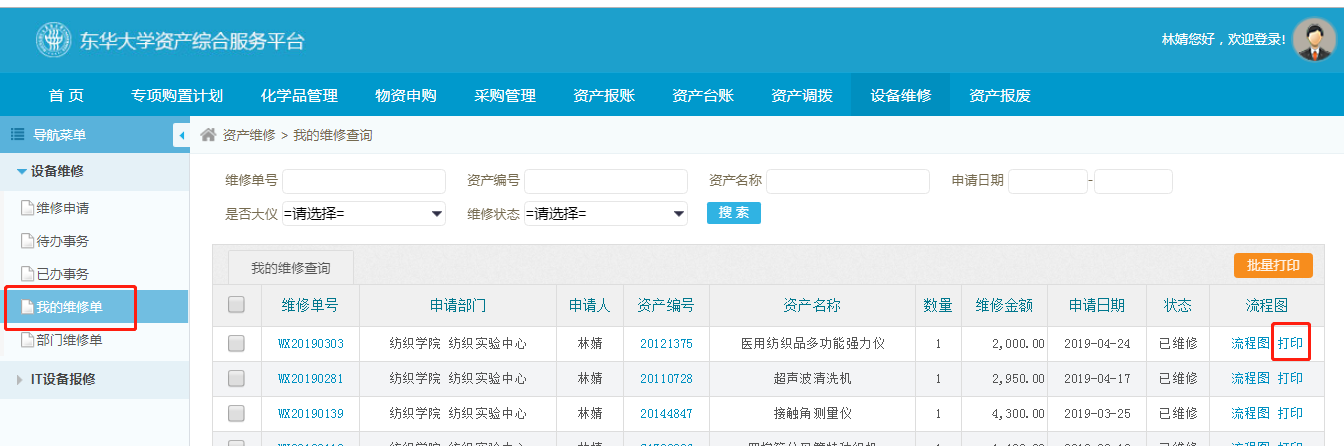 东华大学资产综合服务平台
林婧您好，欢迎登录!
首 页 专项购置计划 化学品管理 物资申购 采购管理 资产报账 资产台账 资产调拨 设备维修 资产报废
导航菜单
资产维修 > 我的维修查询
设备维修
维修申请
待办事务
已办事务
我的维修单
部门维修单
IT设备报修
维修单号 资产编号 资产名称 申请日期 -
是否大仪 =请选择= 维修状态 =请选择= 搜 索
我的维修查询 批量打印
维修单号 申请部门 申请人 资产编号 资产名称 数量 维修金额 申请日期 状态 流程图
WX20190303 纺织学院 纺织实验中心 林婧 20121375 医用纺织品多功能强力仪 1 2,000.00 2019-04-24 已维修 流程图 打印
WX20190281 纺织学院 纺织实验中心 林婧 20110728 超声波清洗机 1 2,950.00 2019-04-17 已维修 流程图 打印
WX20190139 纺织学院 纺织实验中心 林婧 20144847 接触角测量仪 1 4,300.00 2019-03-25 已维修 流程图 打印